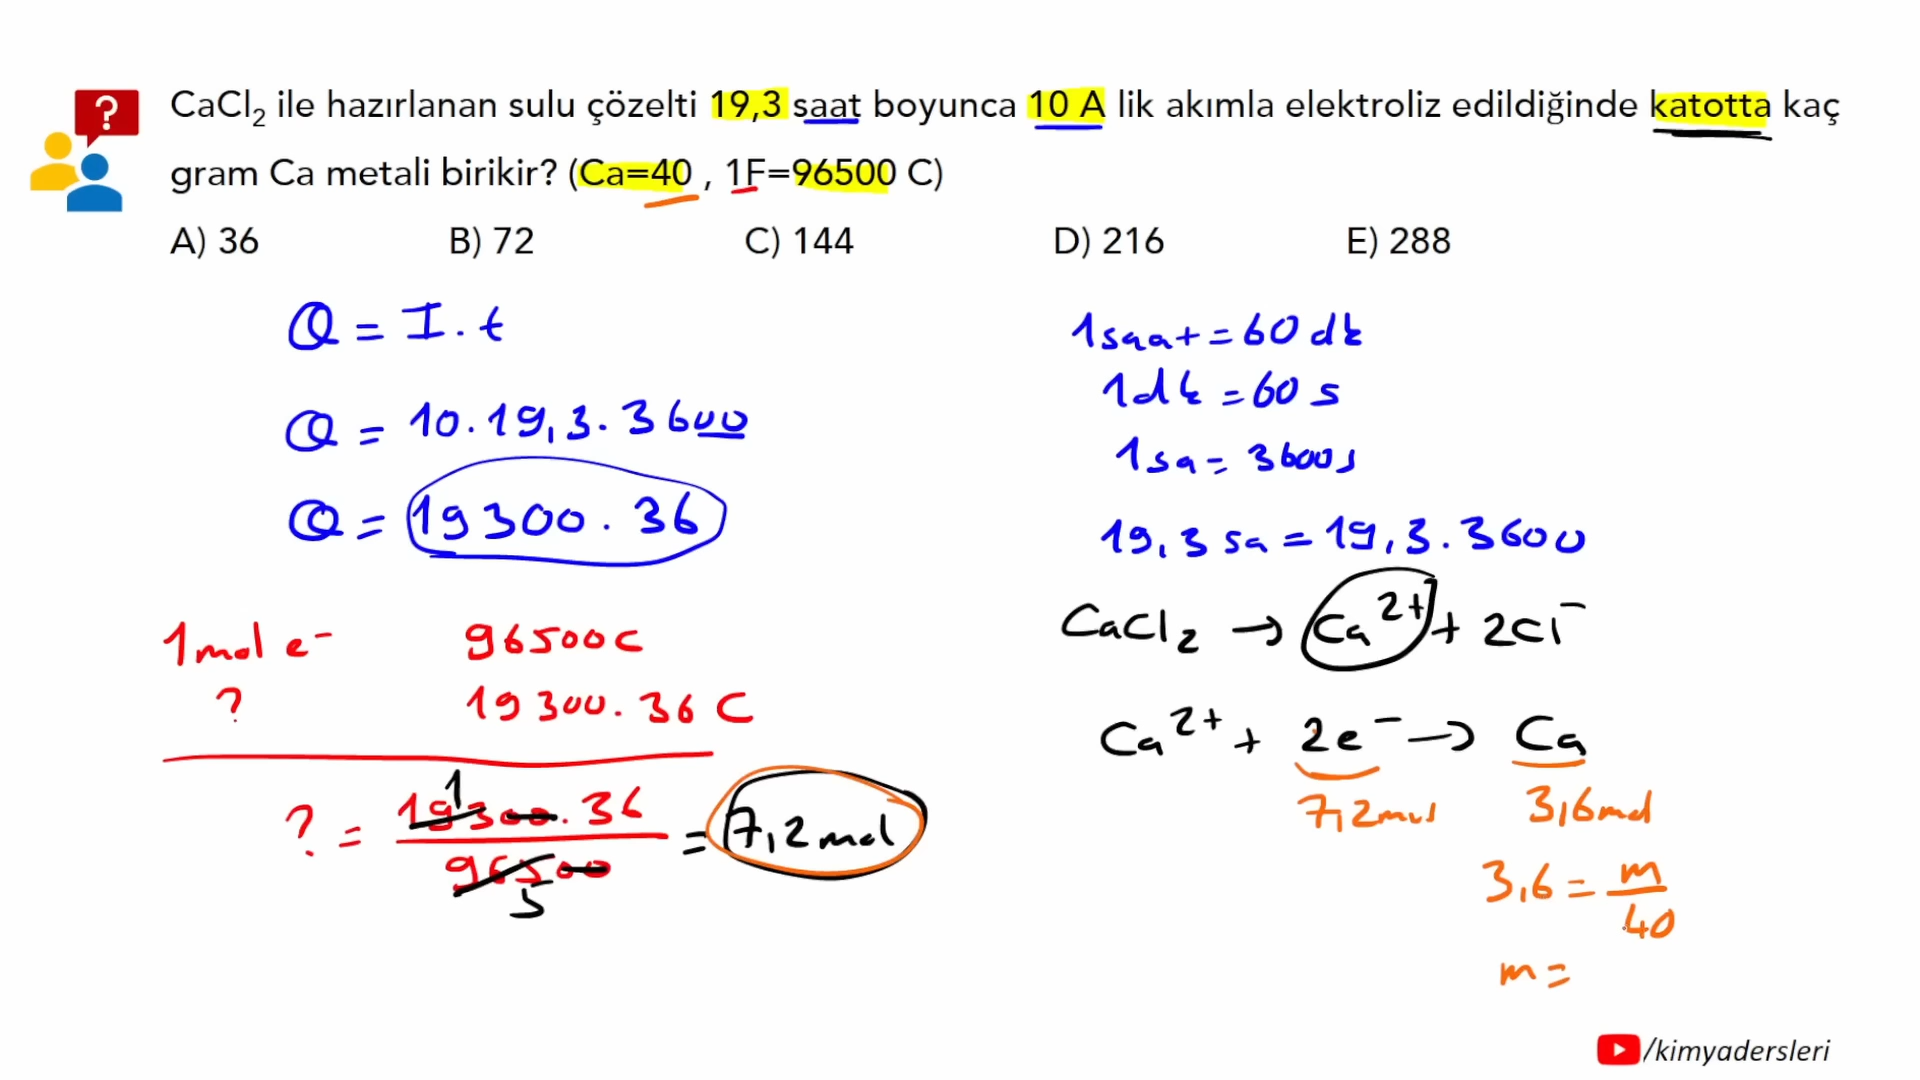 ?
CaCl₂ ile hazırlanan sulu çözelti 19,3 saat boyunca 10 A lik akımla elektroliz edildiğinde katotta kaç
gram Ca metali birikir? (Ca=40 , 1F=96500 C)
A) 36 B) 72 C) 144 D) 216 E) 288
Q = I . t
Q = 10 . 19,3 . 3600
Q = 19300 . 36
1 mol e⁻ 96500 C
? 19300 . 36 C
? = 19300 . 36 / 96500 = 7,2 mol
1
5
1 saat = 60 dk
1 dk = 60 s
1 sa = 3600 s
19,3 sa = 19,3 . 3600
CaCl₂ → Ca²⁺ + 2Cl⁻
Ca²⁺ + 2e⁻ → Ca
7,2 mol 3,6 mol
3,6 = m / 40
m =
/kimyadersleri